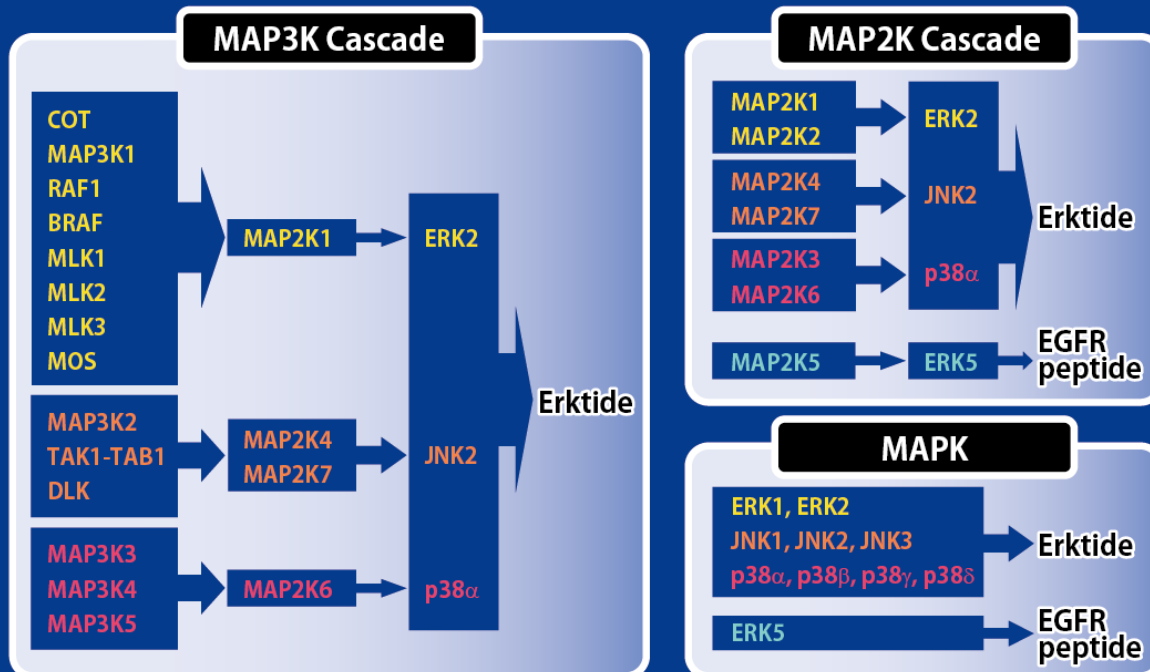 MAP3K Cascade
COT
MAP3K1
RAF1
BRAF
MLK1
MLK2
MLK3
MOS
MAP2K1
ERK2
MAP3K2
TAK1-TAB1
DLK
MAP2K4
MAP2K7
JNK2
MAP3K3
MAP3K4
MAP3K5
MAP2K6
p38α
Erktide
MAP2K Cascade
MAP2K1
MAP2K2
ERK2
MAP2K4
MAP2K7
JNK2
MAP2K3
MAP2K6
p38α
Erktide
MAP2K5
ERK5
EGFR
peptide
MAPK
ERK1, ERK2
JNK1, JNK2, JNK3
p38α, p38β, p38γ, p38δ
Erktide
ERK5
EGFR
peptide